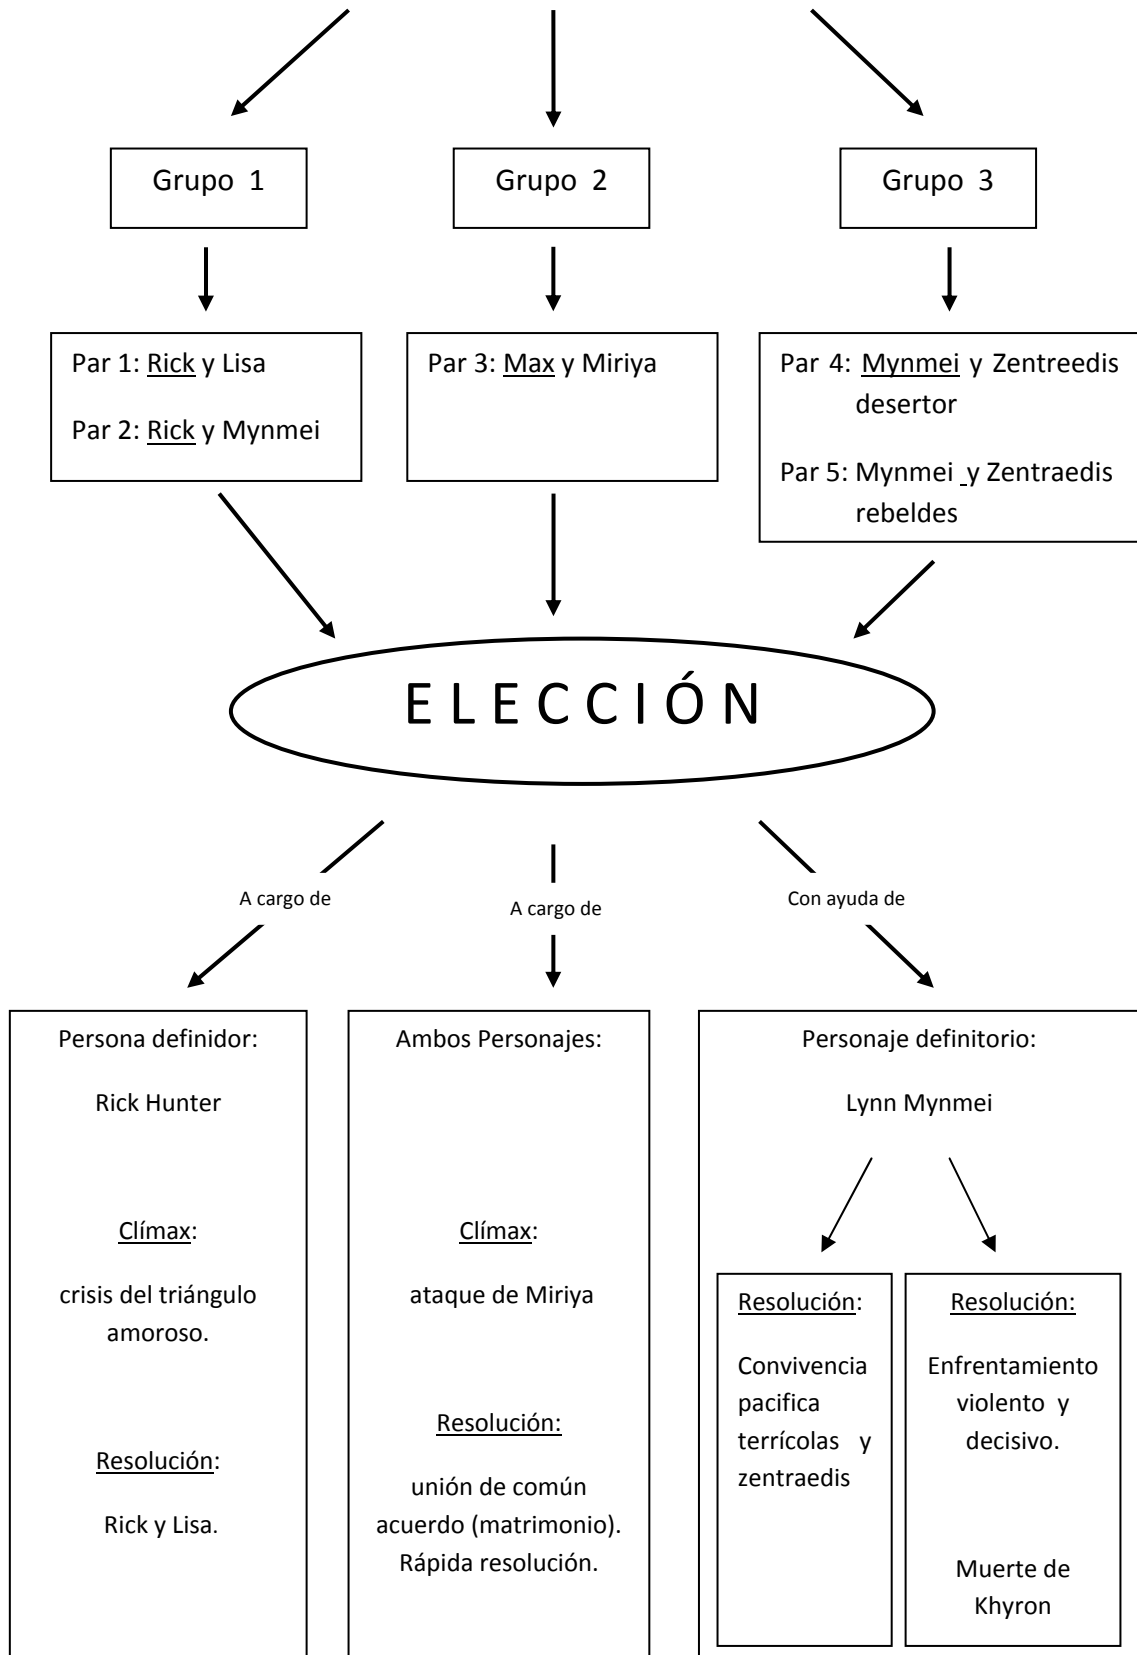 Grupo 1
Grupo 2
Grupo 3
Par 1: Rick y Lisa
Par 2: Rick y Mynmei
Par 3: Max y Miriya
Par 4: Mynmei y Zentreedis
desertor
Par 5: Mynmei y Zentraedis
rebeldes
ELECCIÓN
A cargo de
A cargo de
Con ayuda de
Persona definidor:
Rick Hunter
Clímax:
crisis del triángulo
amoroso.
Resolución:
Rick y Lisa.
Ambos Personajes:
Clímax:
ataque de Miriya
Resolución:
unión de común
acuerdo (matrimonio).
Rápida resolución.
Personaje definitorio:
Lynn Mynmei
Resolución:
Convivencia
pacifica
terrícolas y
zentraedis
Resolución:
Enfrentamiento
violento y
decisivo.
Muerte de
Khyron